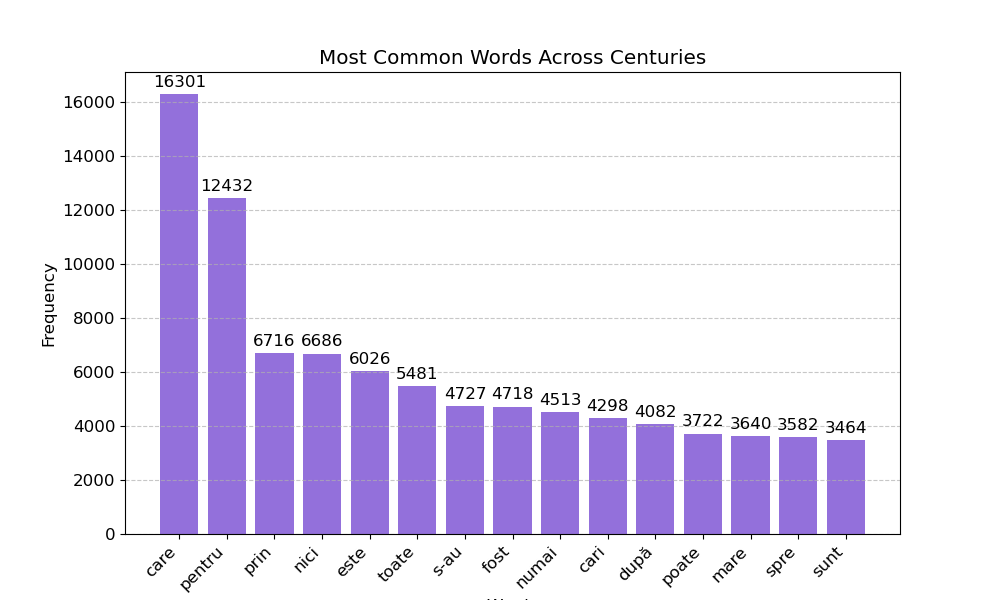 Most Common Words Across Centuries
Frequency
16000
14000
12000
10000
8000
6000
4000
2000
0
16301
12432
6716
6686
6026
5481
4727
4718
4513
4298
4082
3722
3640
3582
3464
care
pentru
prin
nici
este
toate
s-au
fost
numai
cari
după
poate
mare
spre
sunt